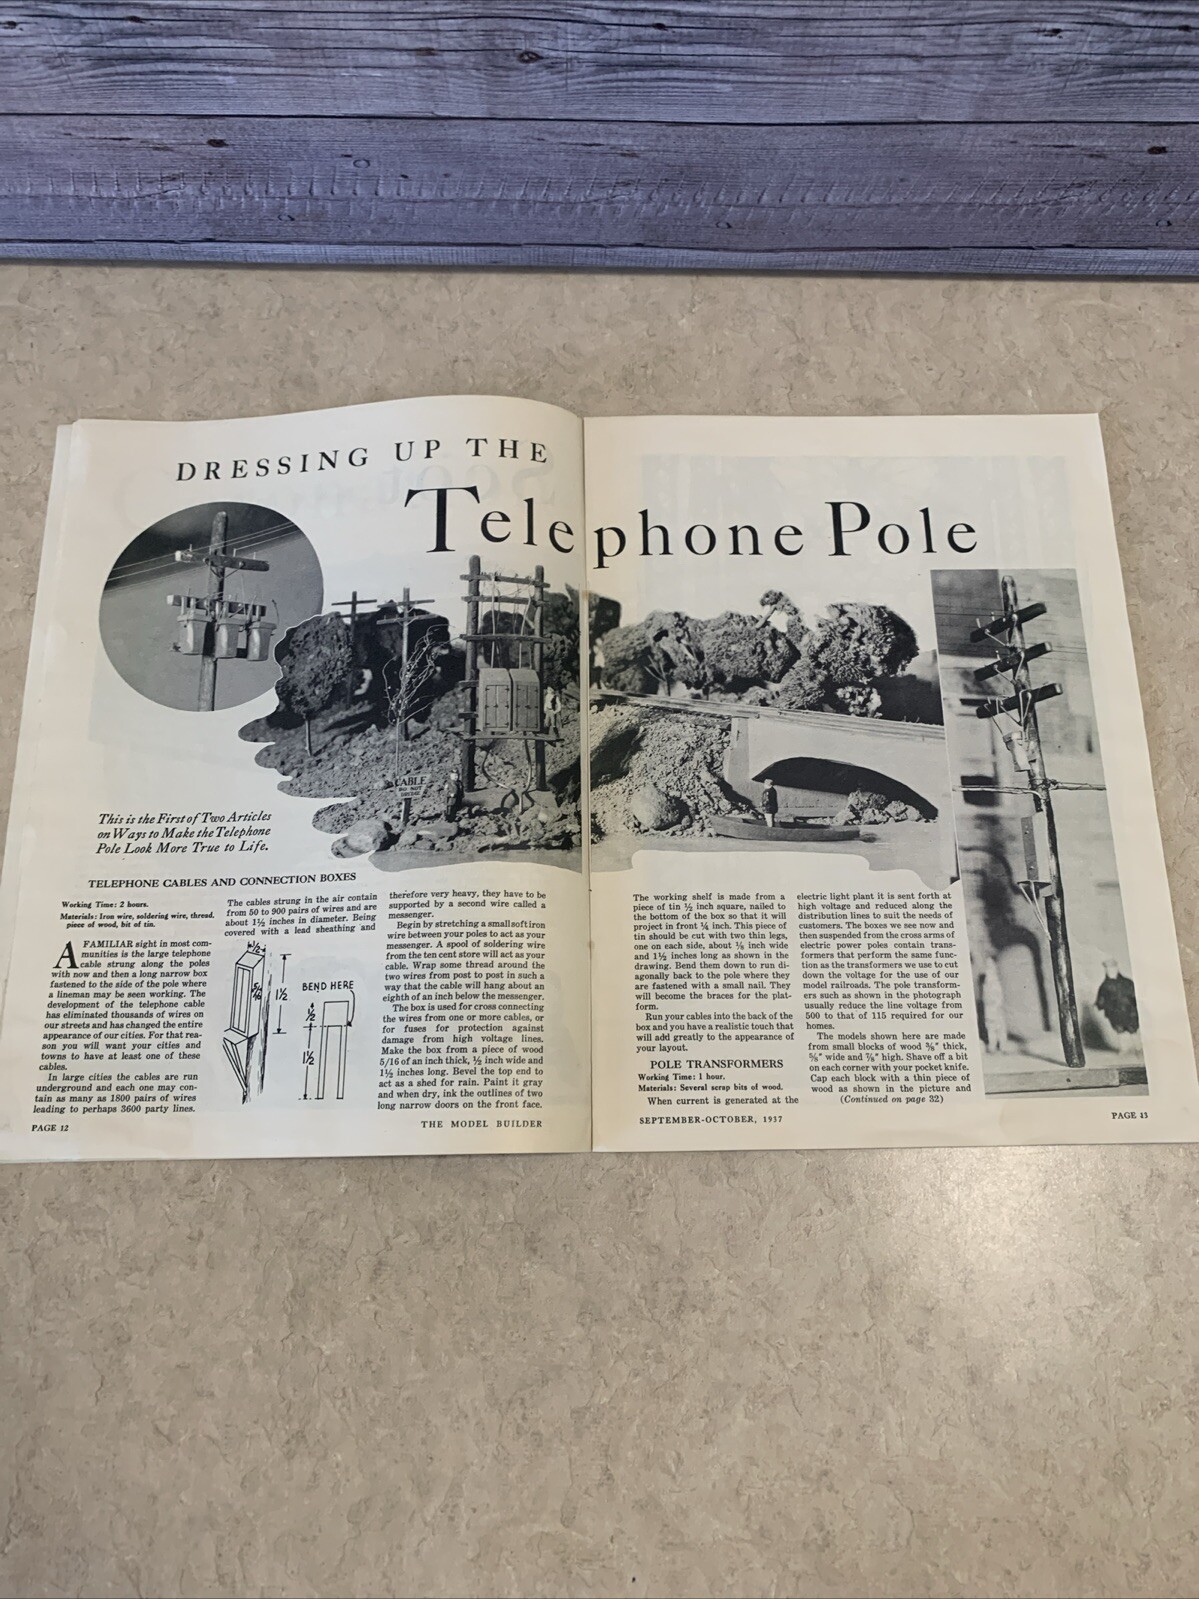 DRESSING UP THE
Telephone Pole
CABLE
DO NOT
This is the First of Two Articles
on Ways to Make the Telephone
Pole Look More True to Life.
TELEPHONE CABLES AND CONNECTION BOXES
Working Time: 2 hours.
Materials: Iron wire, soldering wire, thread,
piece of wood, bit of tin.
A FAMILIAR sight in most com-
munities is the large telephone
cable strung along the poles
with now and then a long narrow box
fastened to the side of the pole where
a lineman may be seen working. The
development of the telephone cable
has eliminated thousands of wires on
our streets and has changed the entire
appearance of our cities. For that rea-
son you will want your cities and
towns to have at least one of these
cables.
In large cities the cables are run
underground and each one may con-
tain as many as 1800 pairs of wires
leading to perhaps 3600 party lines.
The cables strung in the air contain
from 50 to 900 pairs of wires and are
about 1½ inches in diameter. Being
covered with a lead sheathing and
½
5/16
1½
BEND HERE
½
1½
therefore very heavy, they have to be
supported by a second wire called a
messenger.
Begin by stretching a small soft iron
wire between your poles to act as your
messenger. A spool of soldering wire
from the ten cent store will act as your
cable. Wrap some thread around the
two wires from post to post in such a
way that the cable will hang about an
eighth of an inch below the messenger.
The box is used for cross connecting
the wires from one or more cables, or
for fuses for protection against
damage from high voltage lines.
Make the box from a piece of wood
5/16 of an inch thick, ½ inch wide and
1½ inches long. Bevel the top end to
act as a shed for rain. Paint it gray
and when dry, ink the outlines of two
long narrow doors on the front face.
PAGE 12
THE MODEL BUILDER
The working shelf is made from a
piece of tin ½ inch square, nailed to
the bottom of the box so that it will
project in front ¼ inch. This piece of
tin should be cut with two thin legs,
one on each side, about ⅛ inch wide
and 1½ inches long as shown in the
drawing. Bend them down to run di-
agonally back to the pole where they
are fastened with a small nail. They
will become the braces for the plat-
form.
Run your cables into the back of the
box and you have a realistic touch that
will add greatly to the appearance of
your layout.
POLE TRANSFORMERS
Working Time: 1 hour.
Materials: Several scrap bits of wood.
When current is generated at the
electric light plant it is sent forth at
high voltage and reduced along the
distribution lines to suit the needs of
customers. The boxes we see now and
then suspended from the cross arms of
electric power poles contain trans-
formers that perform the same func-
tion as the transformers we use to cut
down the voltage for the use of our
model railroads. The pole transform-
ers such as shown in the photograph
usually reduce the line voltage from
500 to that of 115 required for our
homes.
The models shown here are made
from small blocks of wood ⅜" thick,
⅝" wide and ⅞" high. Shave off a bit
on each corner with your pocket knife.
Cap each block with a thin piece of
wood as shown in the picture and
(Continued on page 32)
SEPTEMBER-OCTOBER, 1937
PAGE 13